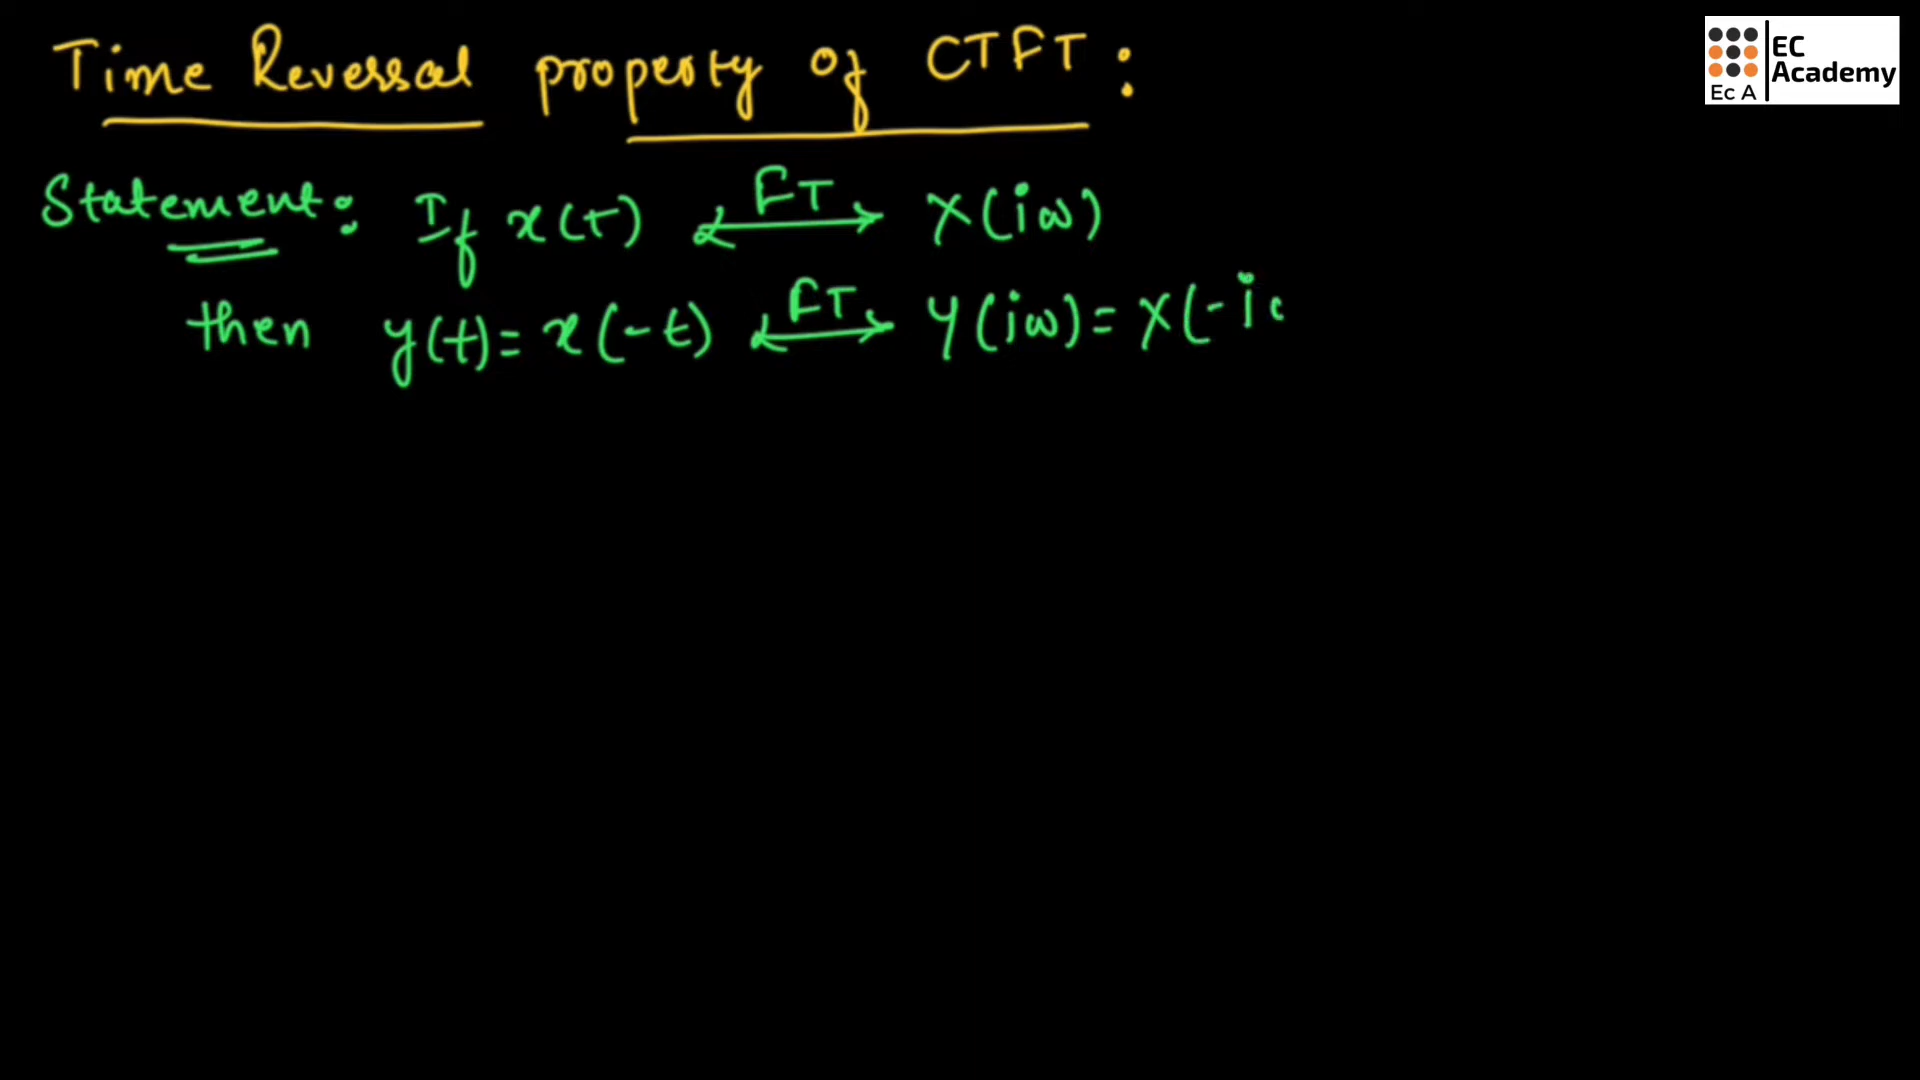 Time Reversal property of CTFT :
EC Academy
Ec A
Statement : If x(t) FT X(iω)
then y(t) = x(-t) FT Y(iω) = X(-i